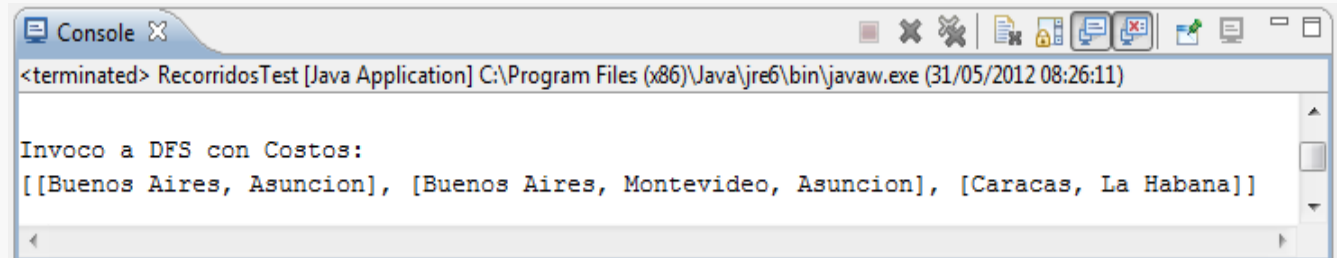 Console
<terminated> RecorridosTest [Java Application] C:\Program Files (x86)\Java\jre6\bin\javaw.exe (31/05/2012 08:26:11)
Invoco a DFS con Costos:
[[Buenos Aires, Asuncion], [Buenos Aires, Montevideo, Asuncion], [Caracas, La Habana]]